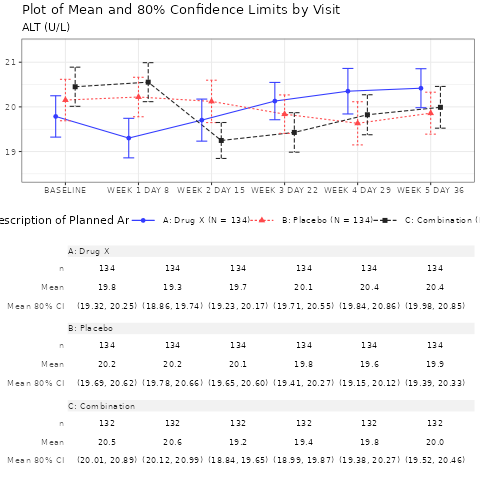 Plot of Mean and 80% Confidence Limits by Visit
ALT (U/L)
21
20
19
BASELINE WEEK 1 DAY 8 WEEK 2 DAY 15 WEEK 3 DAY 22 WEEK 4 DAY 29 WEEK 5 DAY 36
escription of Planned Ar A: Drug X (N = 134) B: Placebo (N = 134) C: Combination (
A: Drug X
n 134 134 134 134 134 134
Mean 19.8 19.3 19.7 20.1 20.4 20.4
Mean 80% CI (19.32, 20.25) (18.86, 19.74) (19.23, 20.17) (19.71, 20.55) (19.84, 20.86) (19.98, 20.85)
B: Placebo
n 134 134 134 134 134 134
Mean 20.2 20.2 20.1 19.8 19.6 19.9
Mean 80% CI (19.69, 20.62) (19.78, 20.66) (19.65, 20.60) (19.41, 20.27) (19.15, 20.12) (19.39, 20.33)
C: Combination
n 132 132 132 132 132 132
Mean 20.5 20.6 19.2 19.4 19.8 20.0
Mean 80% CI (20.01, 20.89) (20.12, 20.99) (18.84, 19.65) (18.99, 19.87) (19.38, 20.27) (19.52, 20.46)